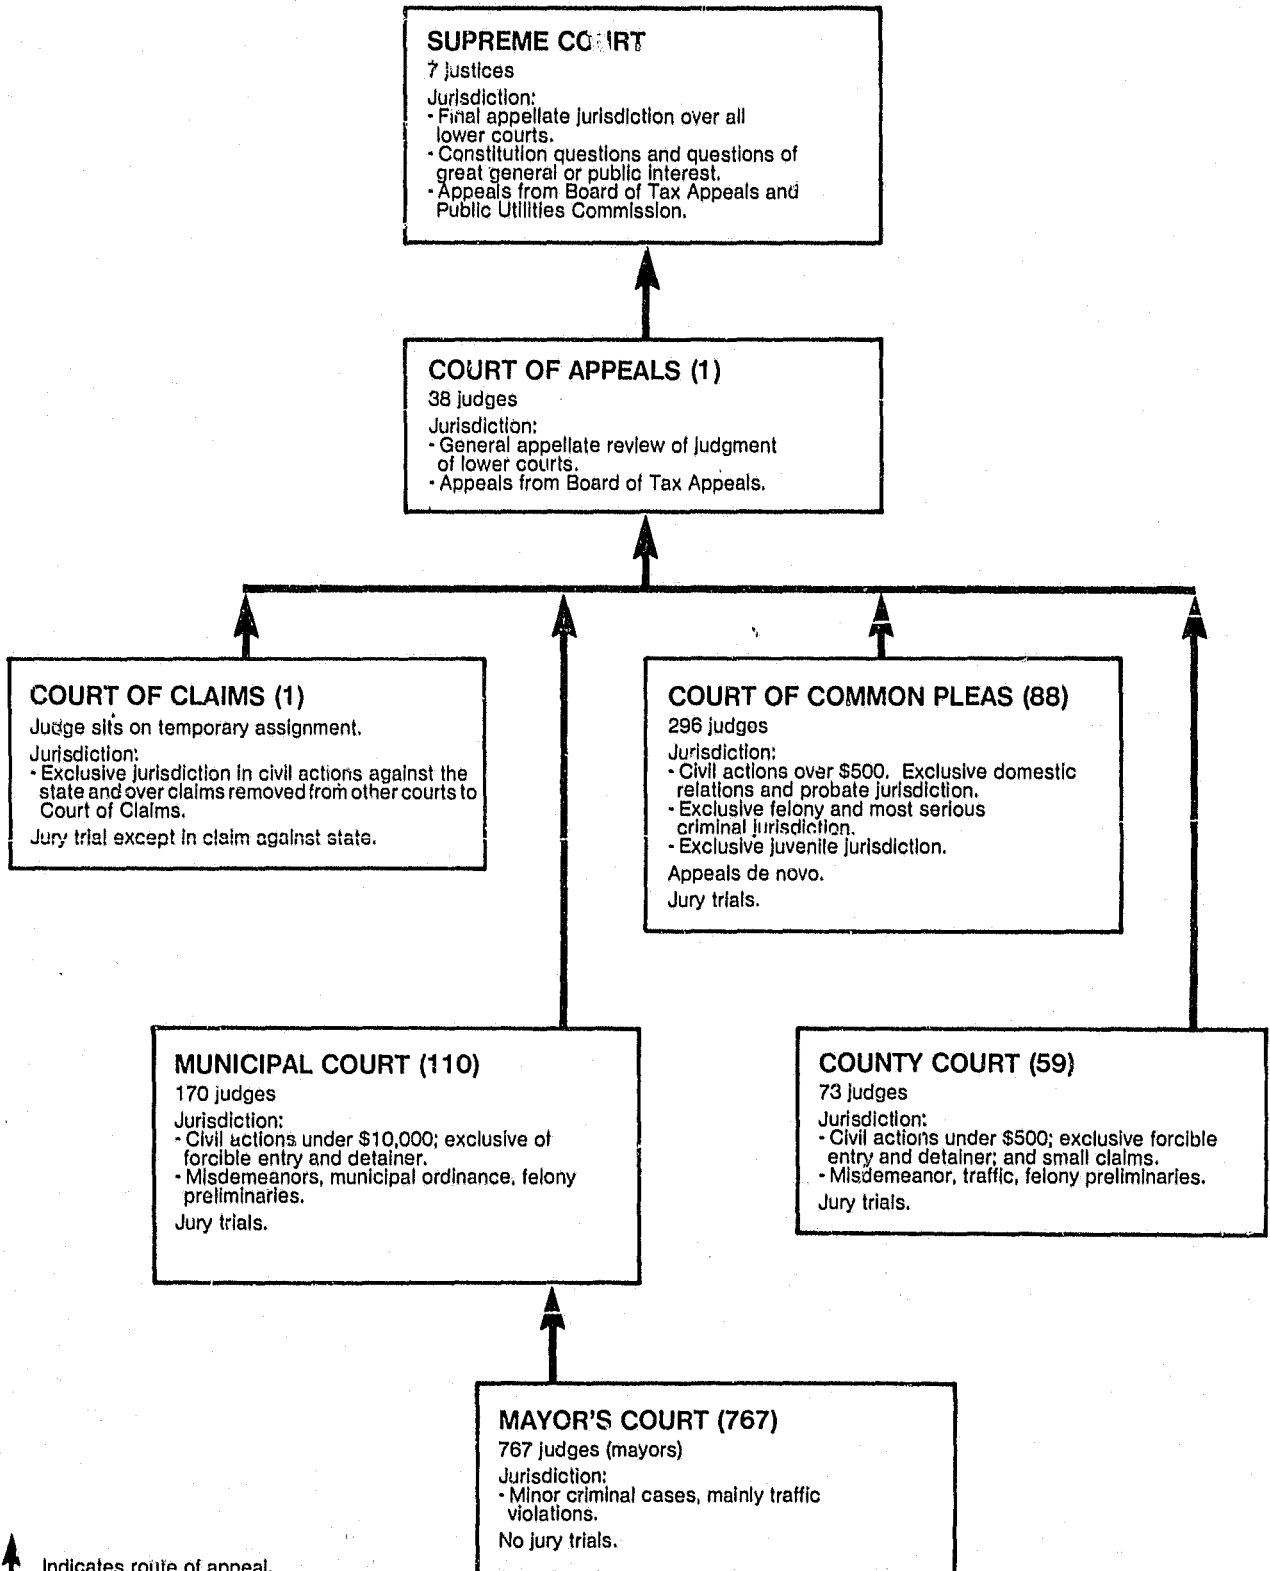 SUPREME COURT
7 justices
Jurisdiction:
- Final appellate jurisdiction over all
lower courts.
- Constitution questions and questions of
great general or public interest.
- Appeals from Board of Tax Appeals and
Public Utilities Commission.
COURT OF APPEALS (1)
38 judges
Jurisdiction:
- General appellate review of judgment
of lower courts.
- Appeals from Board of Tax Appeals.
COURT OF CLAIMS (1)
Judge sits on temporary assignment.
Jurisdiction:
- Exclusive jurisdiction in civil actions against the
state and over claims removed from other courts to
Court of Claims.
Jury trial except in claim against state.
COURT OF COMMON PLEAS (88)
296 judges
Jurisdiction:
- Civil actions over $500. Exclusive domestic
relations and probate jurisdiction.
- Exclusive felony and most serious
criminal jurisdiction.
- Exclusive juvenile jurisdiction.
Appeals de novo.
Jury trials.
MUNICIPAL COURT (110)
170 judges
Jurisdiction:
- Civil actions under $10,000; exclusive of
forcible entry and detainer.
- Misdemeanors, municipal ordinance, felony
preliminaries.
Jury trials.
COUNTY COURT (59)
73 judges
Jurisdiction:
- Civil actions under $500; exclusive forcible
entry and detainer; and small claims.
- Misdemeanor, traffic, felony preliminaries.
Jury trials.
MAYOR'S COURT (767)
767 judges (mayors)
Jurisdiction:
- Minor criminal cases, mainly traffic
violations.
No jury trials.
Indicates route of appeal.